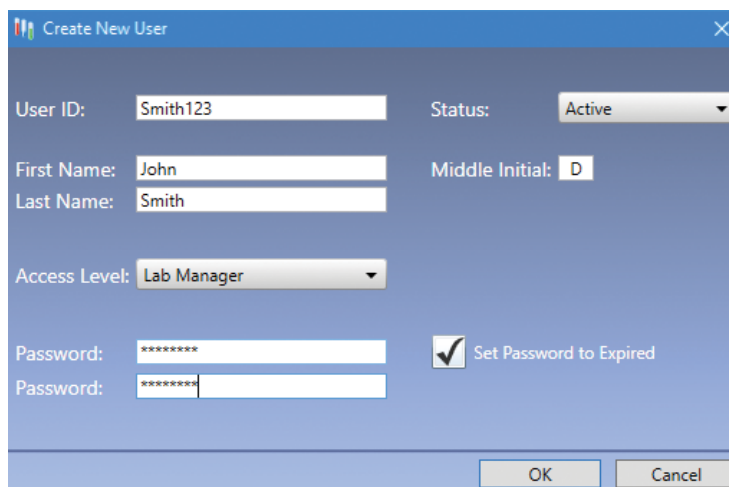 Create New User
User ID: Smith123 Status: Active
First Name: John Middle Initial: D
Last Name: Smith
Access Level: Lab Manager
Password: ******** Set Password to Expired
Password: ********
OK Cancel